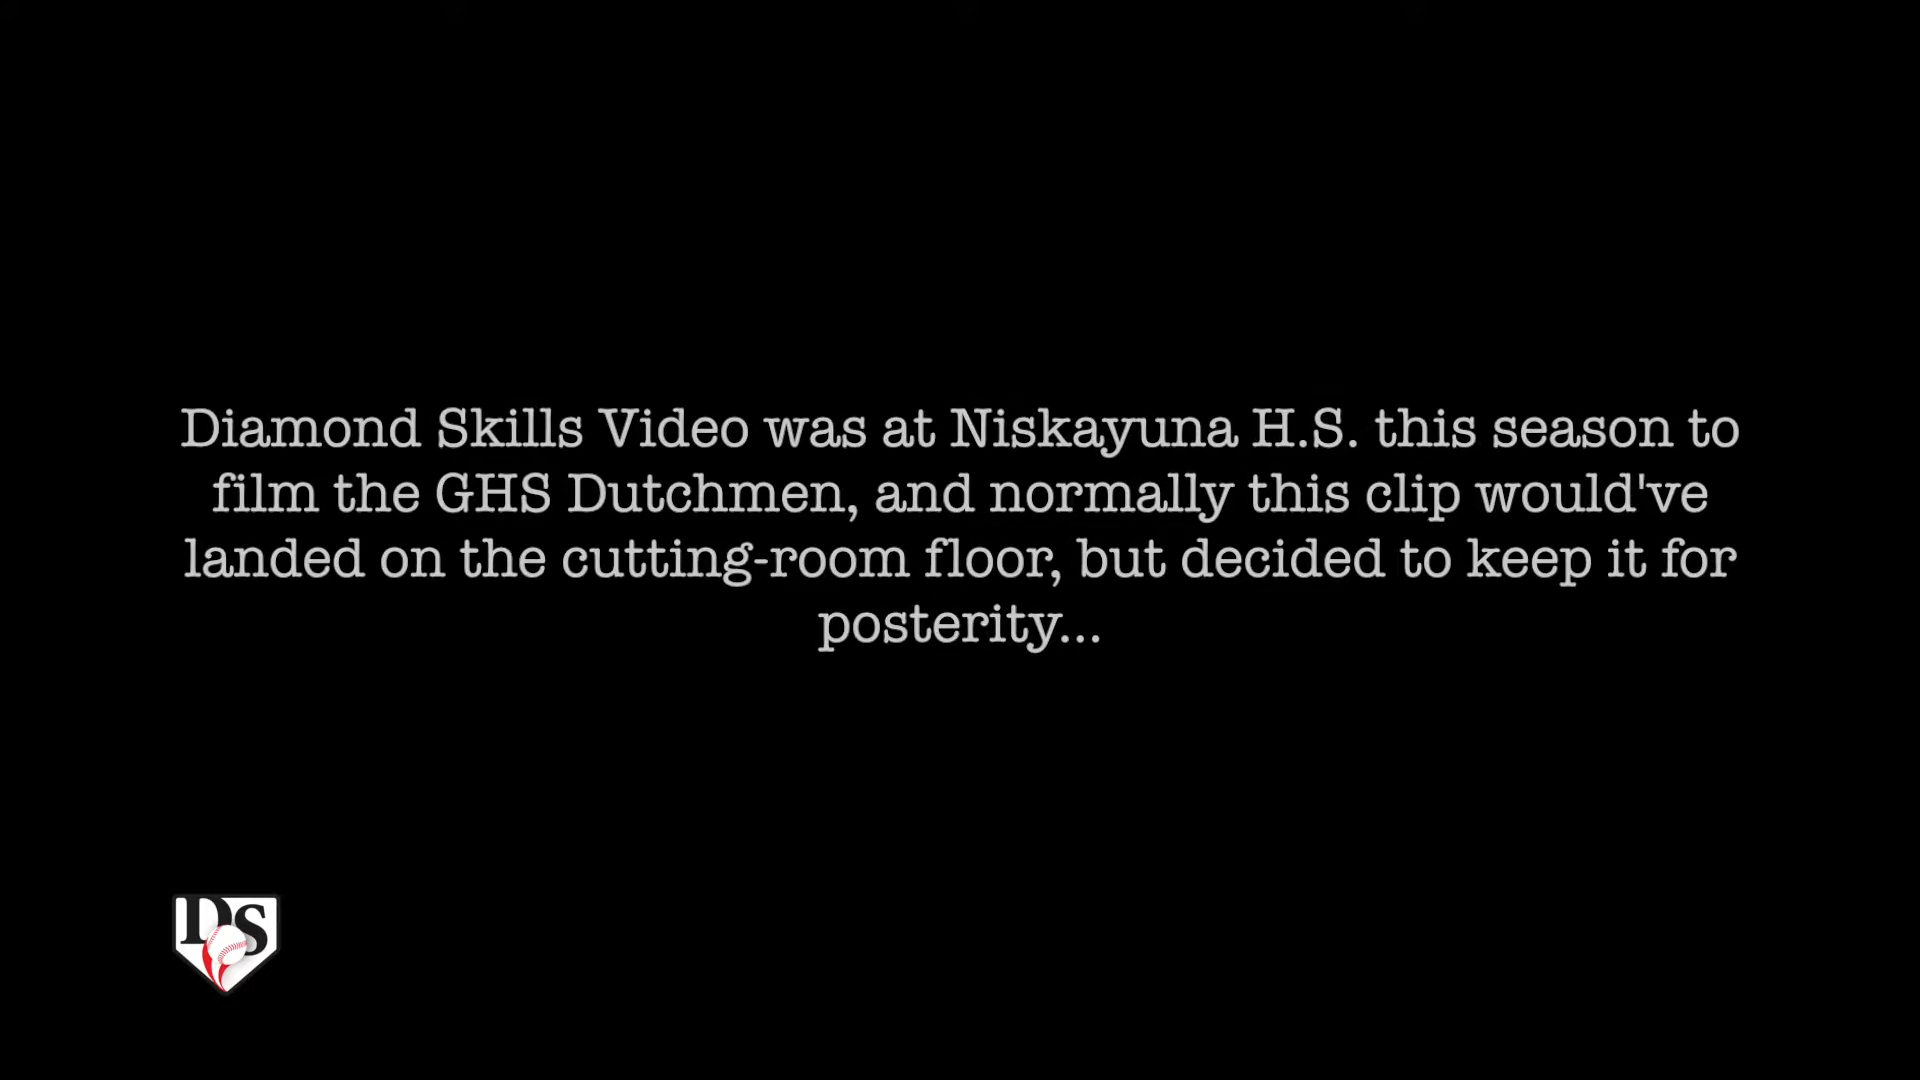 Diamond Skills Video was at Niskayuna H.S. this season to
film the GHS Dutchmen, and normally this clip would've
landed on the cutting-room floor, but decided to keep it for
posterity...
DS